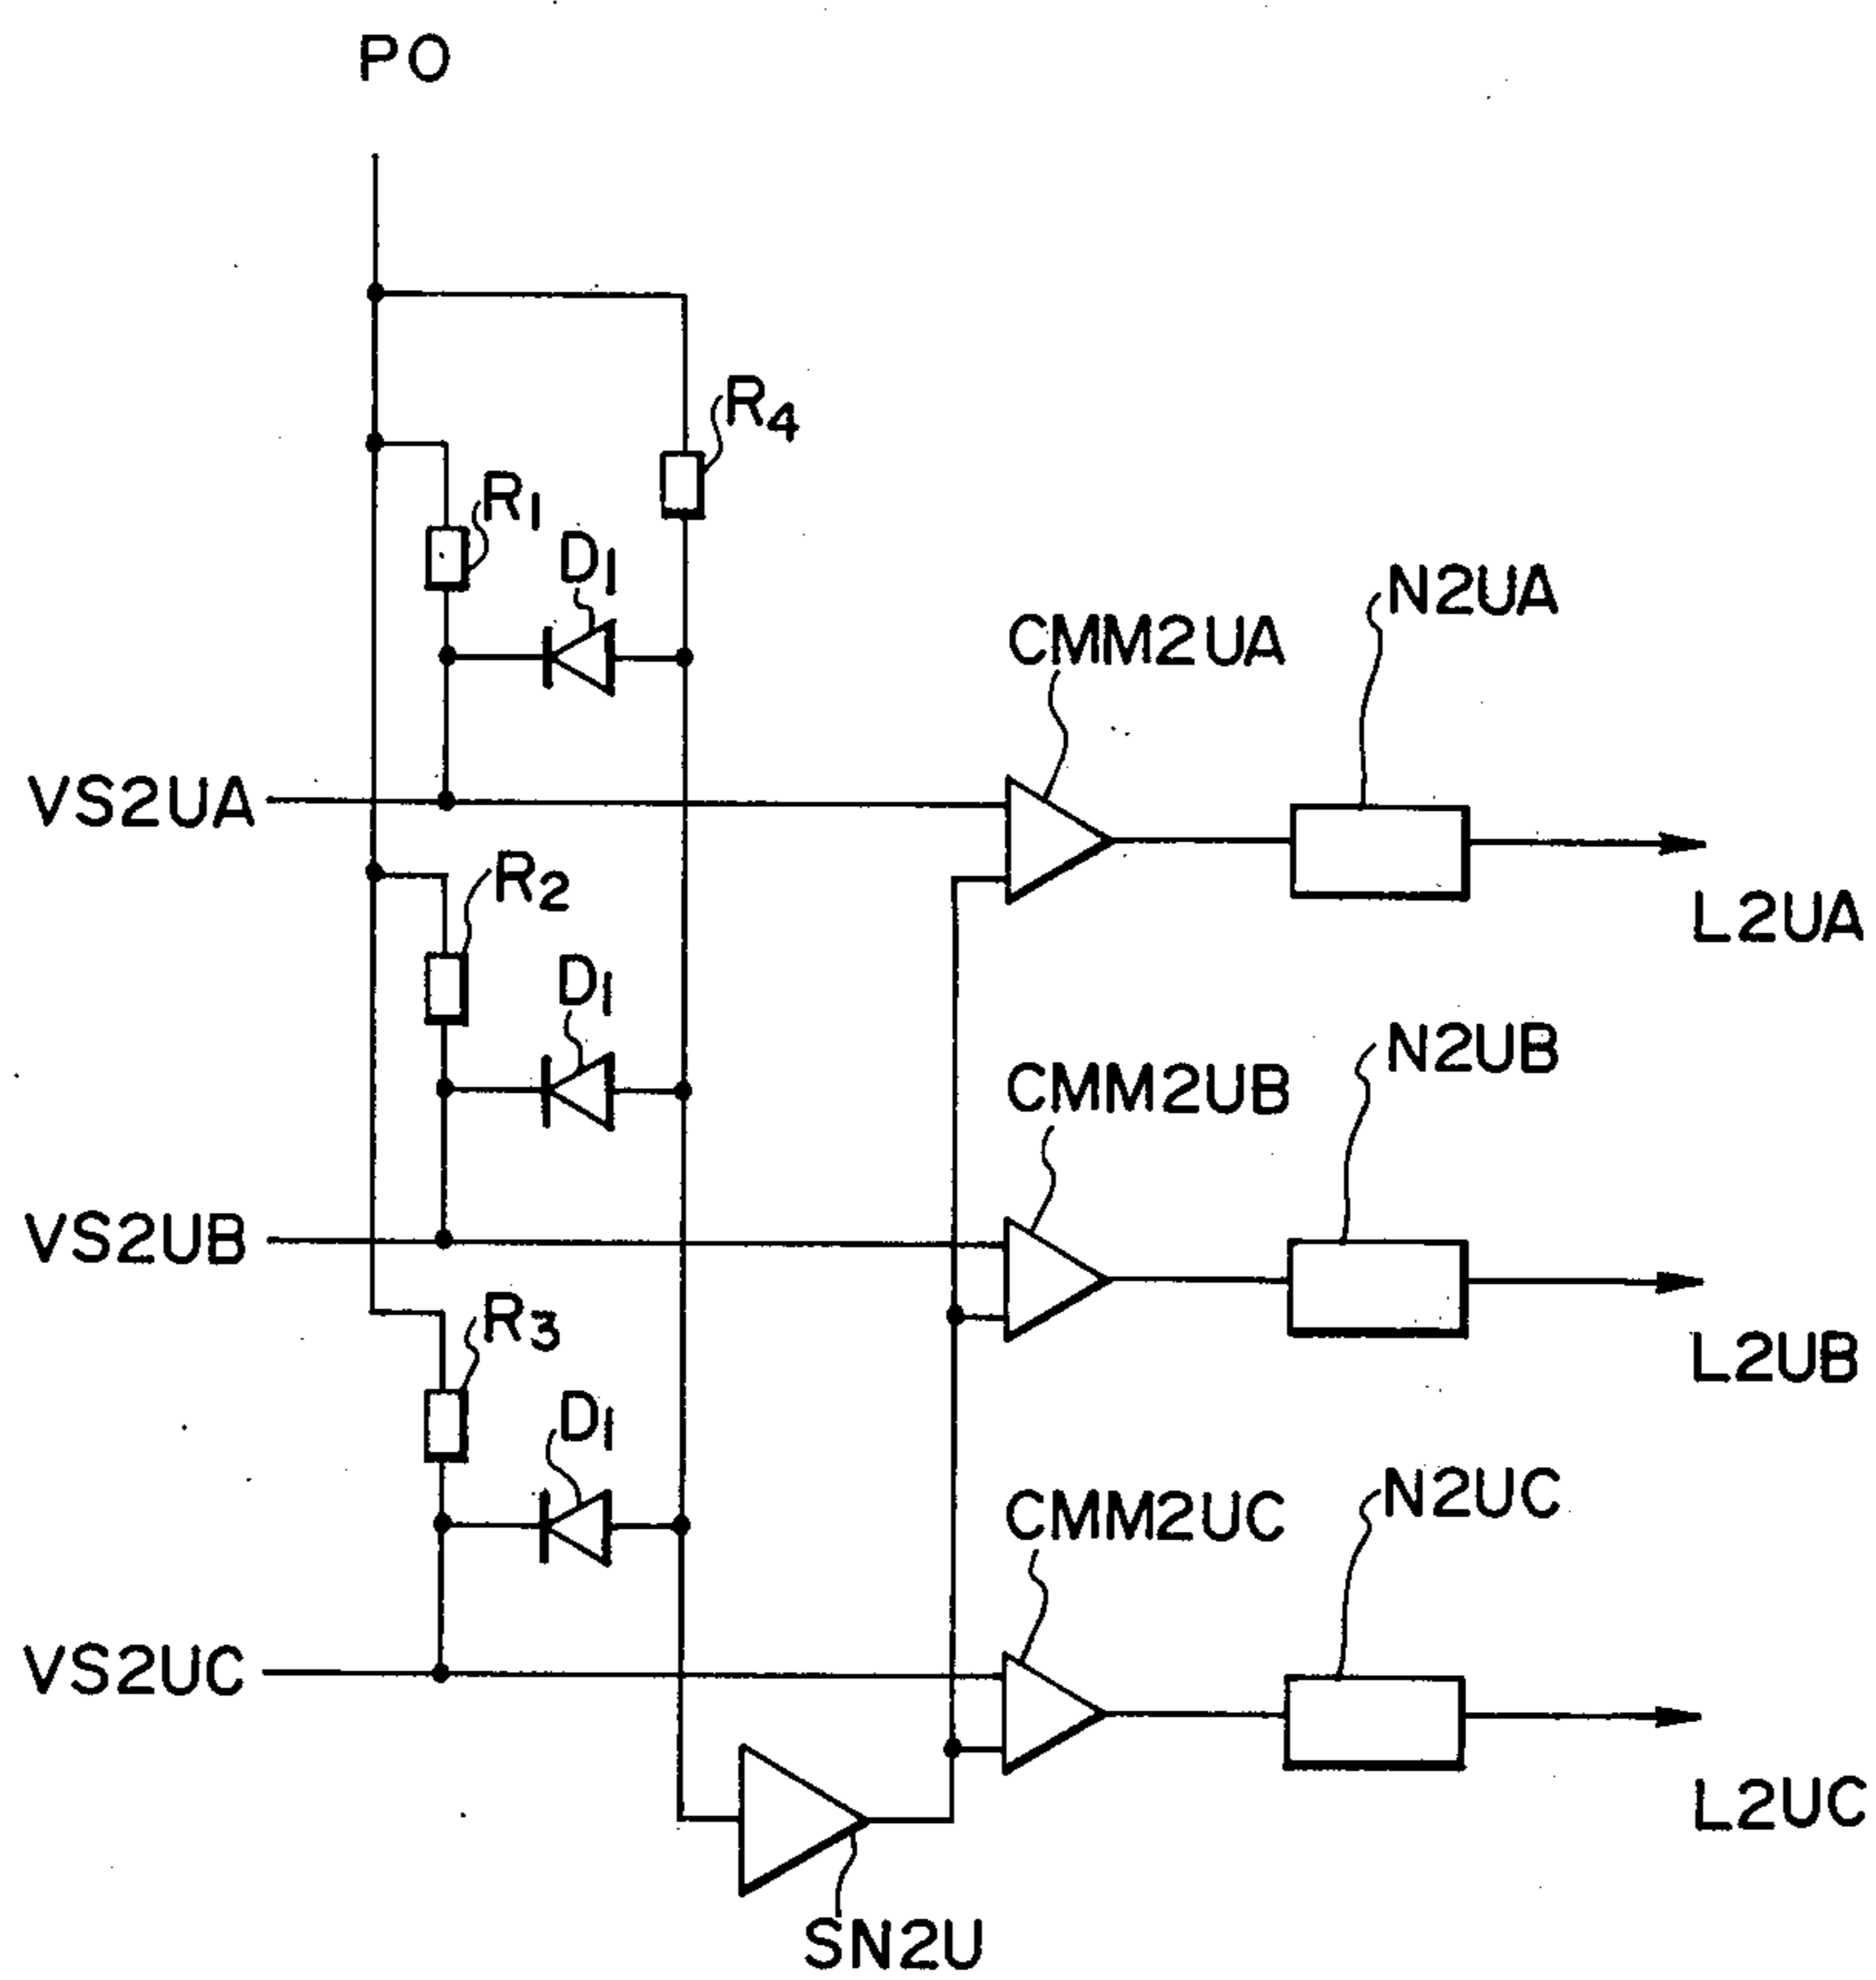 PO
R4
R1
D1
N2UA
CMM2UA
VS2UA
R2
L2UA
D1
N2UB
CMM2UB
VS2UB
R3
L2UB
D1
N2UC
CMM2UC
VS2UC
L2UC
SN2U